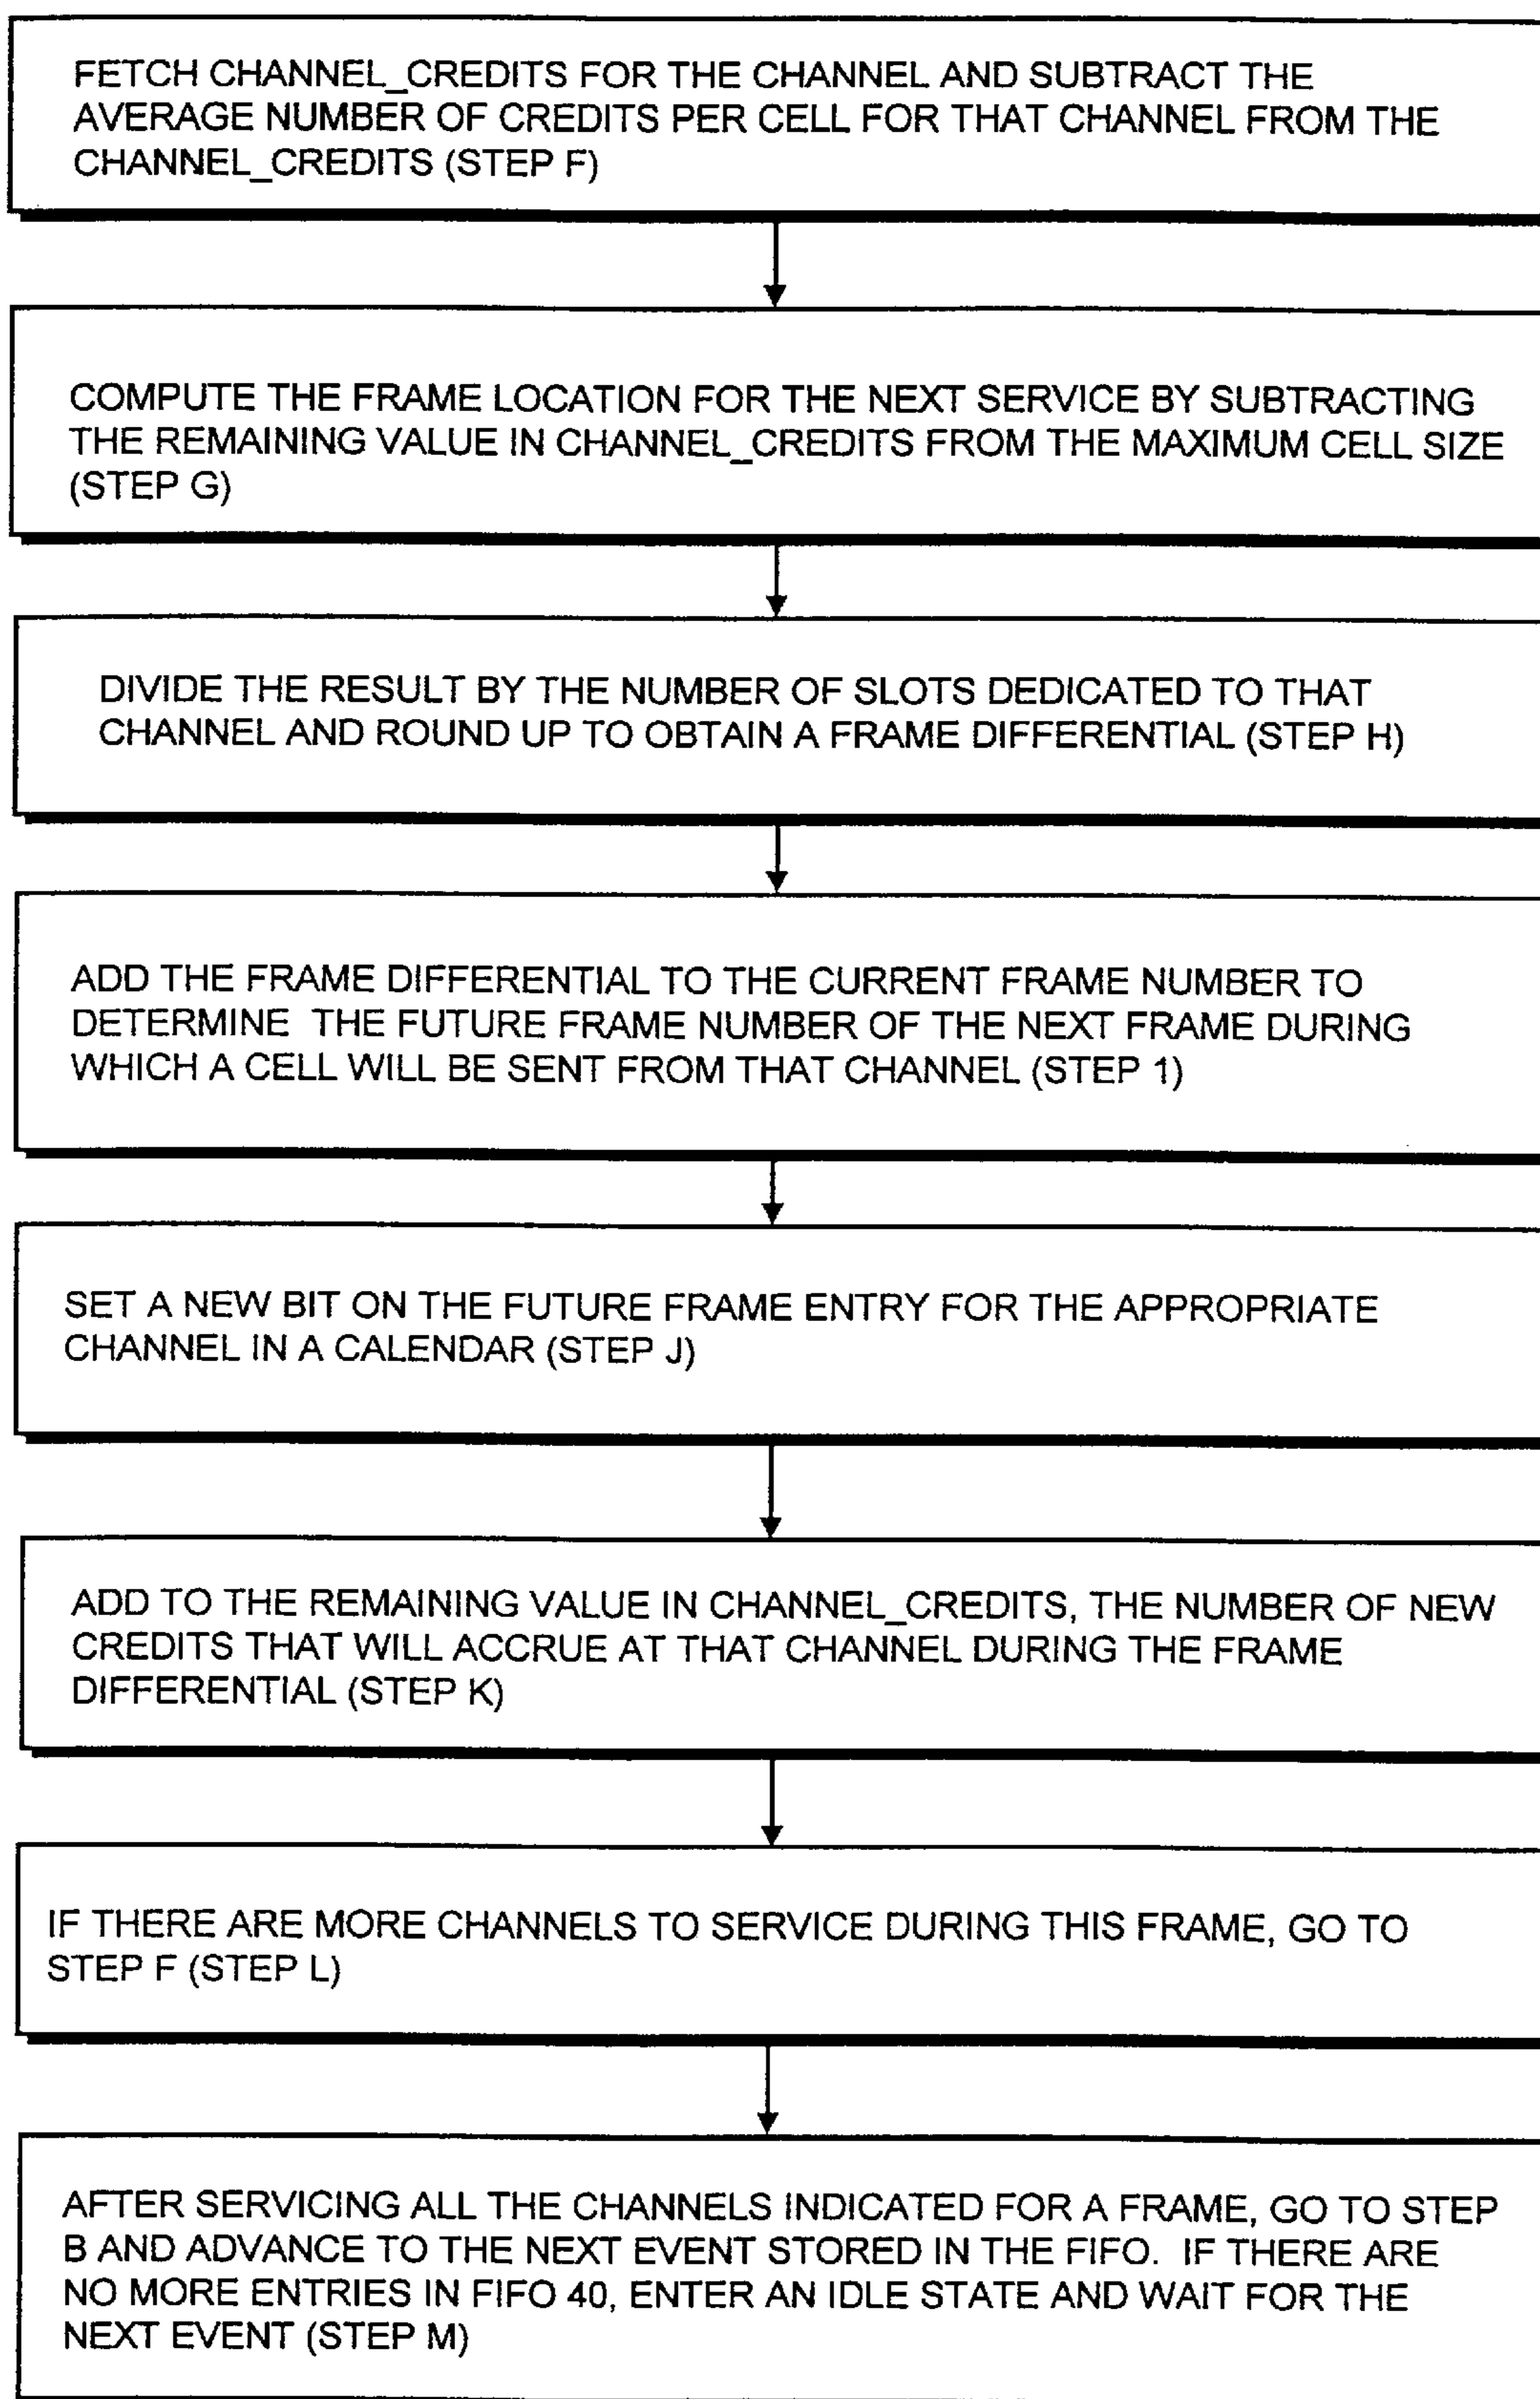 FETCH CHANNEL_CREDITS FOR THE CHANNEL AND SUBTRACT THE
AVERAGE NUMBER OF CREDITS PER CELL FOR THAT CHANNEL FROM THE
CHANNEL_CREDITS (STEP F)
COMPUTE THE FRAME LOCATION FOR THE NEXT SERVICE BY SUBTRACTING
THE REMAINING VALUE IN CHANNEL_CREDITS FROM THE MAXIMUM CELL SIZE
(STEP G)
DIVIDE THE RESULT BY THE NUMBER OF SLOTS DEDICATED TO THAT
CHANNEL AND ROUND UP TO OBTAIN A FRAME DIFFERENTIAL (STEP H)
ADD THE FRAME DIFFERENTIAL TO THE CURRENT FRAME NUMBER TO
DETERMINE THE FUTURE FRAME NUMBER OF THE NEXT FRAME DURING
WHICH A CELL WILL BE SENT FROM THAT CHANNEL (STEP 1)
SET A NEW BIT ON THE FUTURE FRAME ENTRY FOR THE APPROPRIATE
CHANNEL IN A CALENDAR (STEP J)
ADD TO THE REMAINING VALUE IN CHANNEL_CREDITS, THE NUMBER OF NEW
CREDITS THAT WILL ACCRUE AT THAT CHANNEL DURING THE FRAME
DIFFERENTIAL (STEP K)
IF THERE ARE MORE CHANNELS TO SERVICE DURING THIS FRAME, GO TO
STEP F (STEP L)
AFTER SERVICING ALL THE CHANNELS INDICATED FOR A FRAME, GO TO STEP
B AND ADVANCE TO THE NEXT EVENT STORED IN THE FIFO. IF THERE ARE
NO MORE ENTRIES IN FIFO 40, ENTER AN IDLE STATE AND WAIT FOR THE
NEXT EVENT (STEP M)